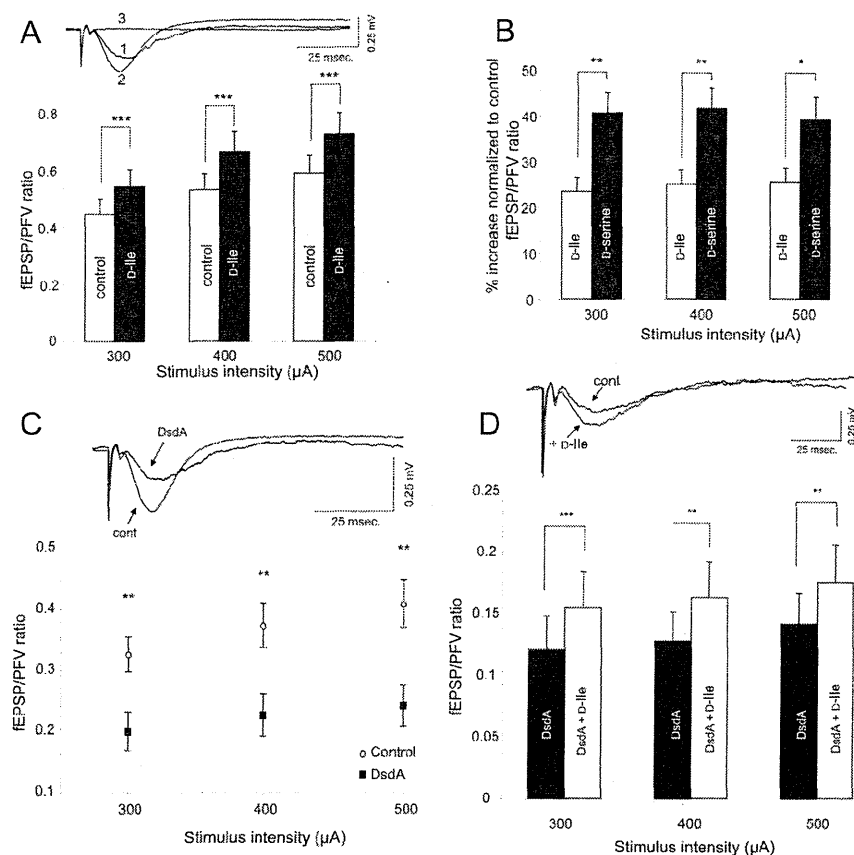 A
3
1
2
0.25 mV
25 msec.
***
***
***
0.8
0.6
0.4
0.2
0
fEPSP/PFV ratio
control
D-Ile
control
D-Ile
control
D-Ile
300
400
500
Stimulus intensity (µA)
B
**
**
*
50
40
30
20
10
0
% increase normalized to control
fEPSP/PFV ratio
D-Ile
D-serine
D-Ile
D-serine
D-Ile
D-serine
300
400
500
Stimulus intensity (µA)
C
DsdA
cont
0.25 mV
25 msec.
0.5
0.4
0.3
0.2
0.1
fEPSP/PFV ratio
**
**
**
Control
DsdA
300
400
500
Stimulus intensity (µA)
D
cont
+ D-Ile
0.25 mV
25 msec.
0.25
0.2
0.15
0.1
0.05
0
fEPSP/PFV ratio
***
**
**
DsdA
DsdA + D-Ile
DsdA
DsdA + D-Ile
DsdA
DsdA + D-Ile
300
400
500
Stimulus intensity (µA)